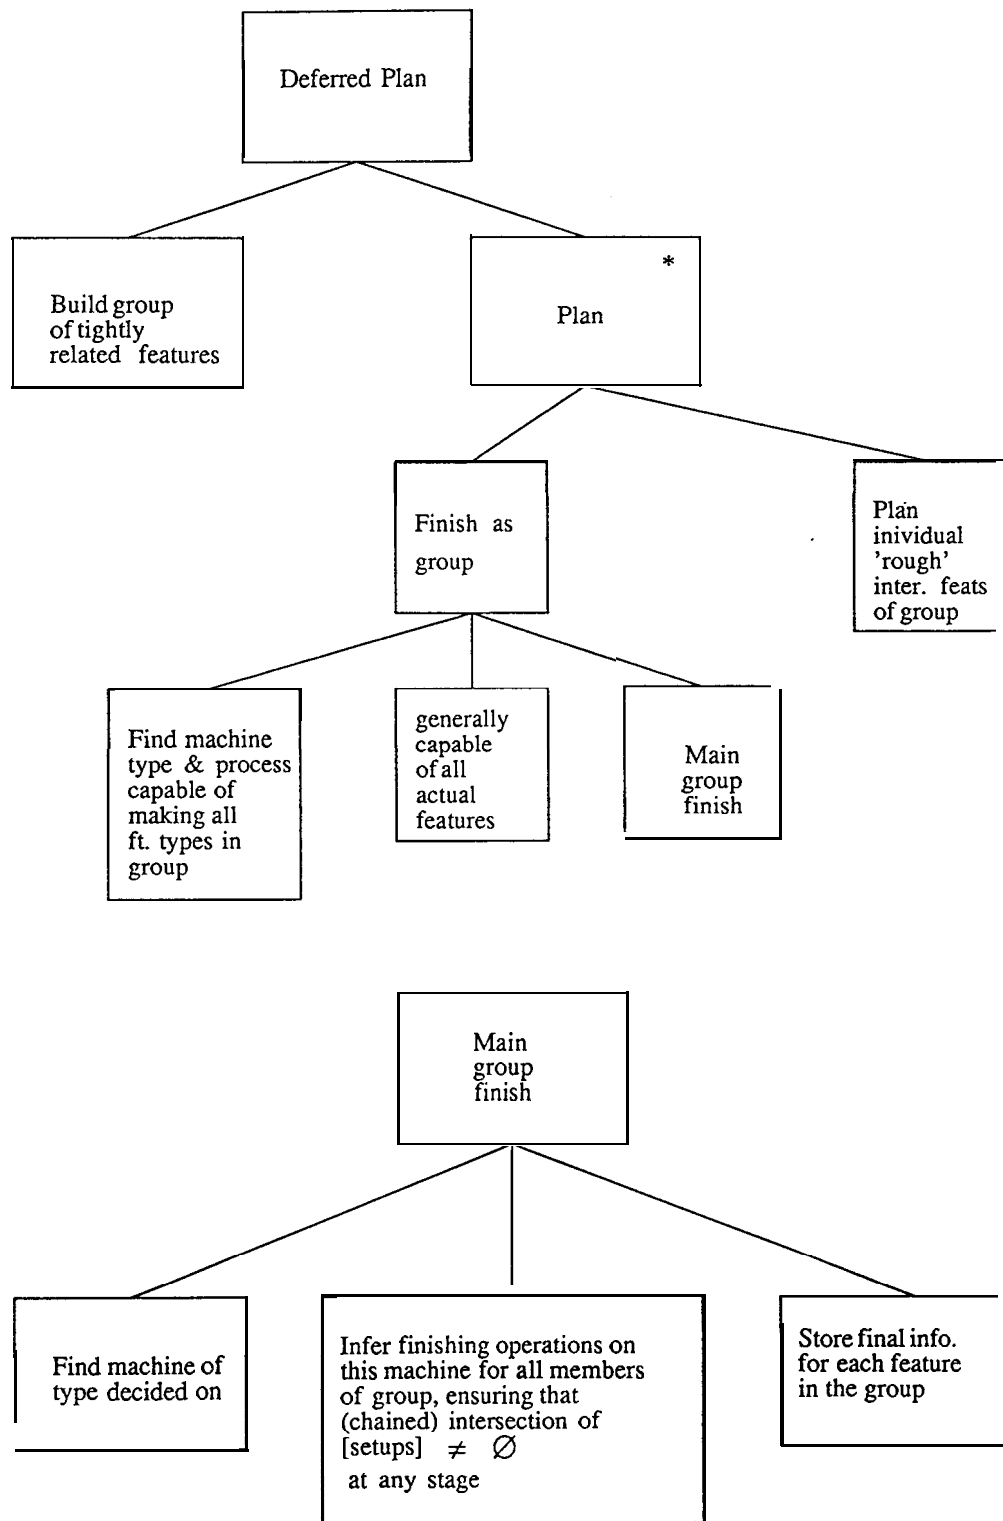 Deferred Plan
Build group
of tightly
related features
*
Plan
Finish as
group
Plan
inividual
'rough'
inter. feats
of group
Find machine
type & process
capable of
making all
ft. types in
group
generally
capable
of all
actual
features
Main
group
finish
Main
group
finish
Find machine of
type decided on
Infer finishing operations on
this machine for all members
of group, ensuring that
(chained) intersection of
[setups] ≠ ∅
at any stage
Store final info.
for each feature
in the group